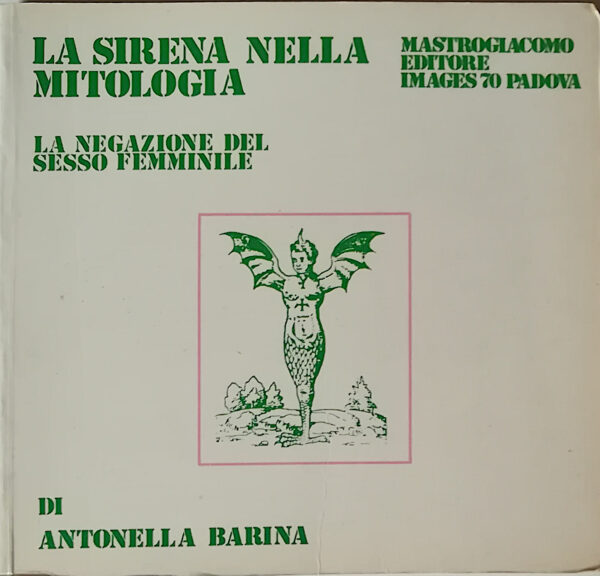 LA SIRENA NELLA
MITOLOGIA
LA NEGAZIONE DEL
SESSO FEMMINILE
MASTROGIACOMO
EDITORE
IMAGES 70 PADOVA
DI
ANTONELLA BARINA